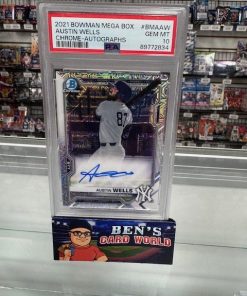 2021 BOWMAN MEGA BOX #BMAAW
AUSTIN WELLS GEM MT
CHROME-AUTOGRAPHS 10
PSA 89772834
87
AUSTIN WELLS
BEN'S
CARD WORLD